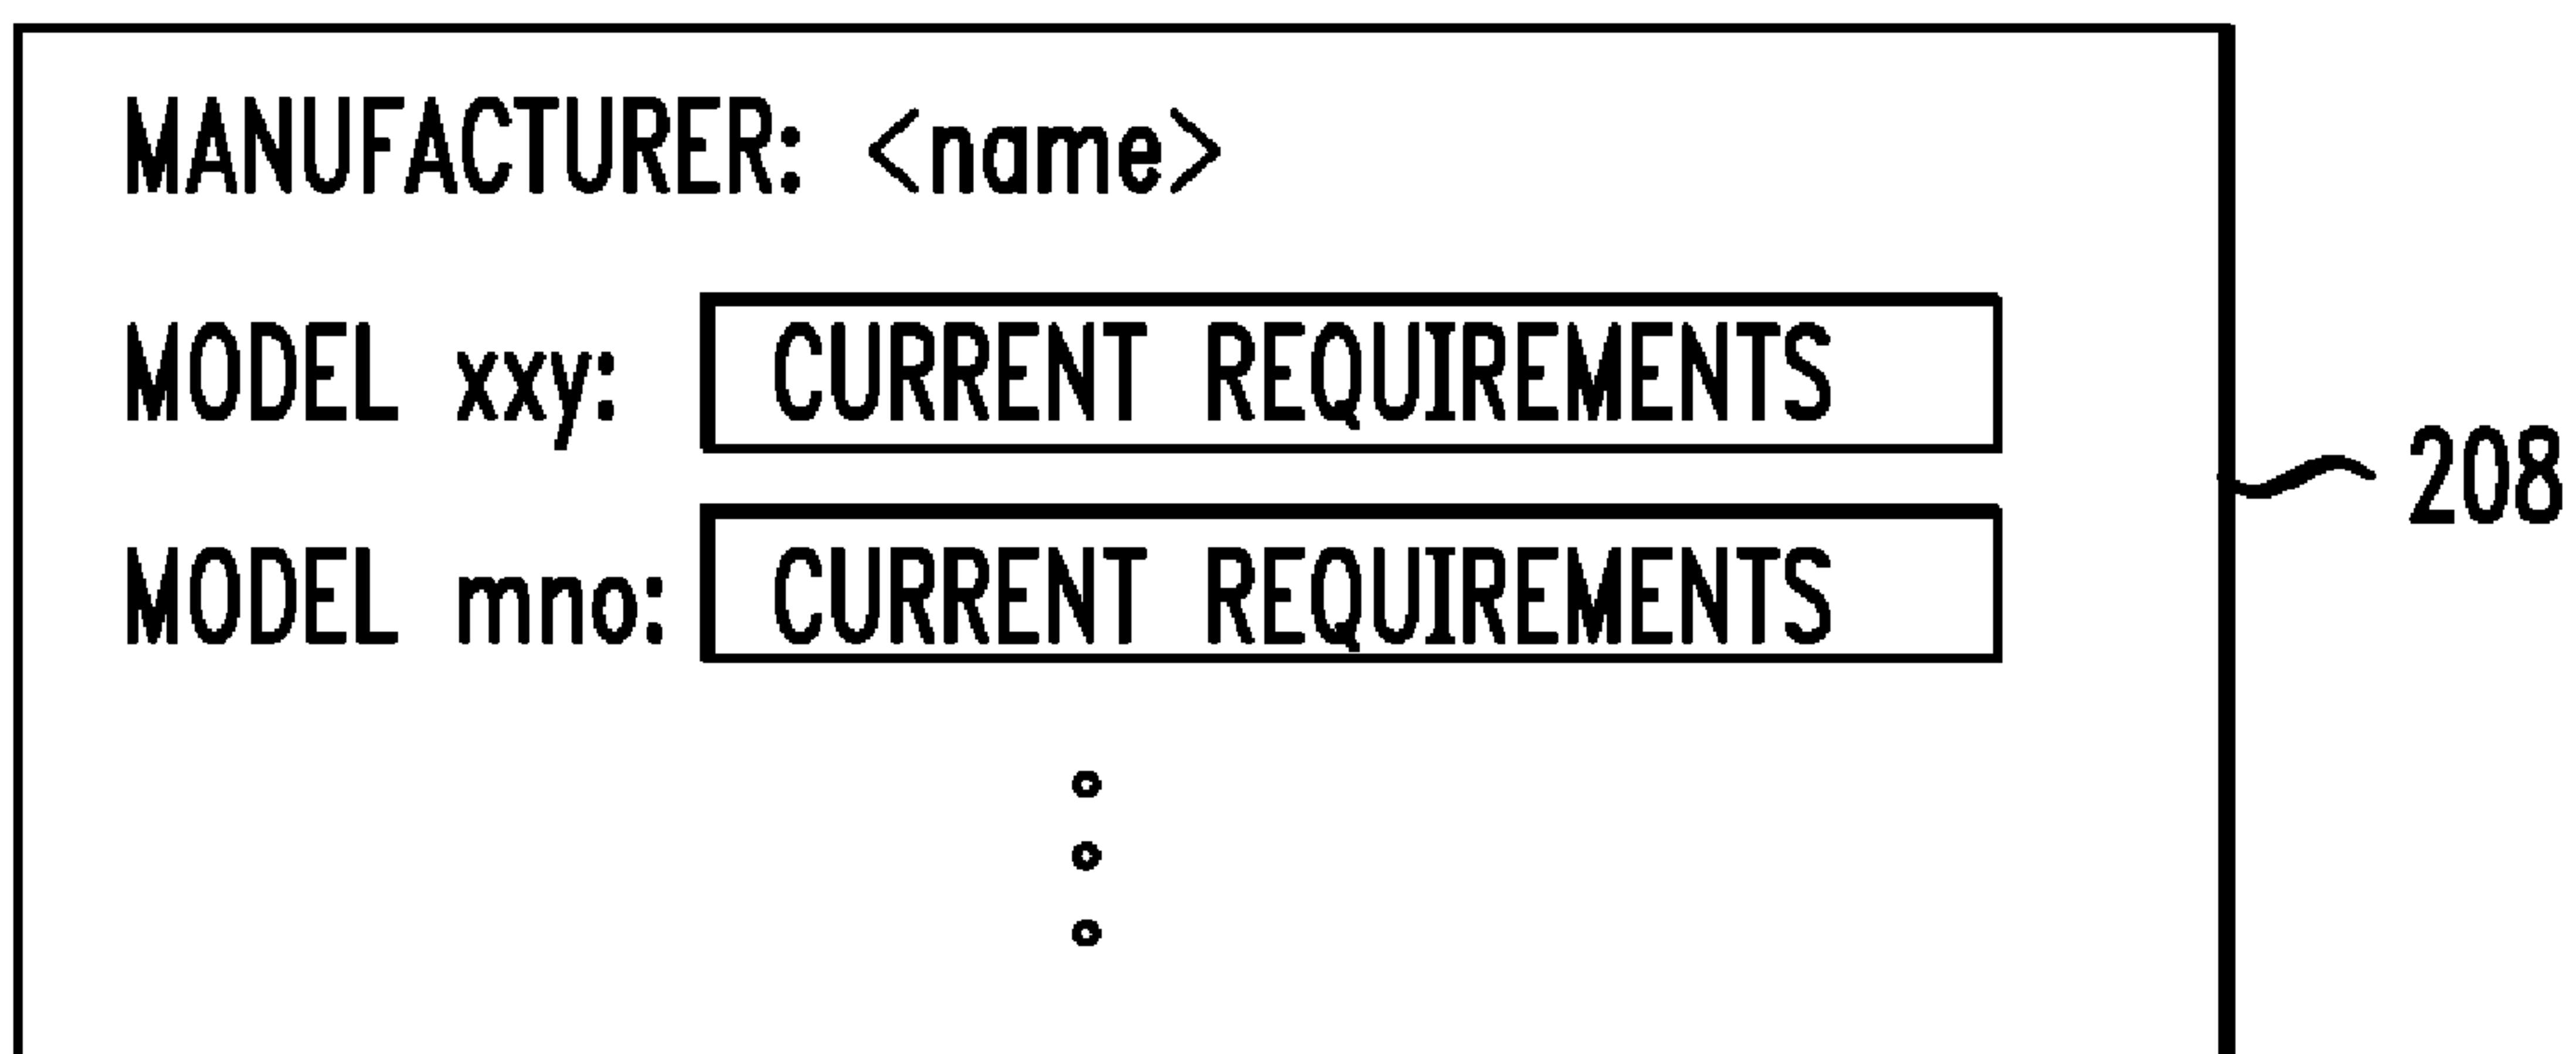 MANUFACTURER: <name>
MODEL xxy: CURRENT REQUIREMENTS
208
MODEL mno: CURRENT REQUIREMENTS